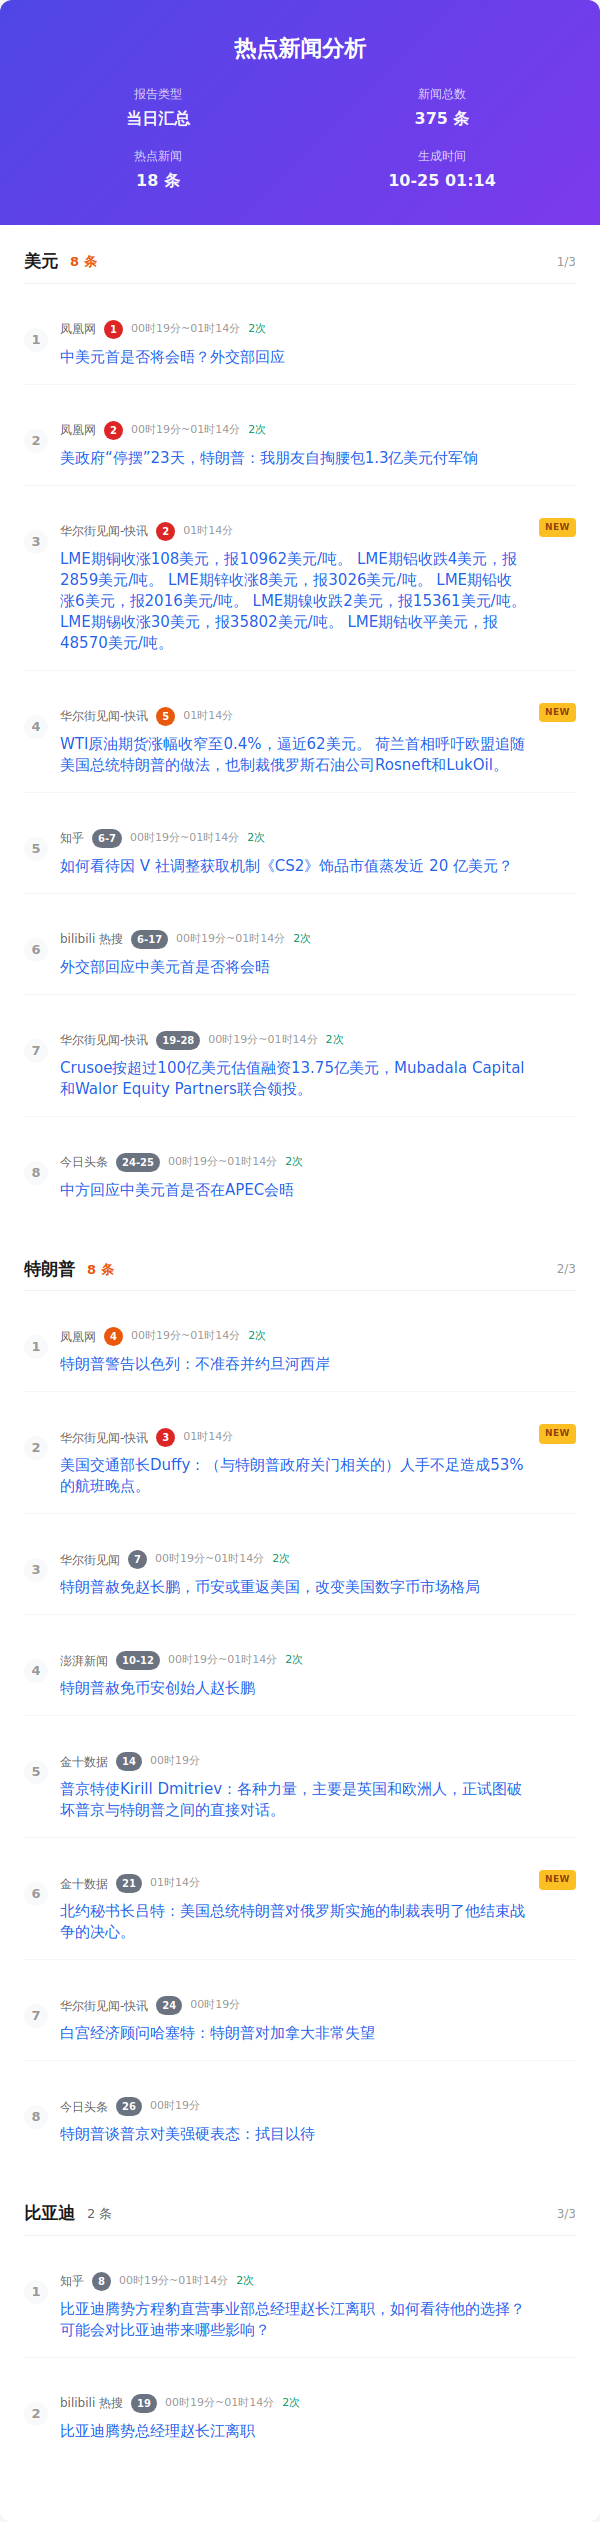 热点新闻分析
报告类型
新闻总数
当日汇总
375 条
热点新闻
生成时间
18 条
10-25 01:14
美元 8 条 1/3
1 凤凰网 1 00时19分~01时14分 2次
中美元首是否将会晤？外交部回应
2 凤凰网 2 00时19分~01时14分 2次
美政府“停摆”23天，特朗普：我朋友自掏腰包1.3亿美元付军饷
3 华尔街见闻-快讯 2 01时14分 NEW
LME期铜收涨108美元，报10962美元/吨。 LME期铝收跌4美元，报
2859美元/吨。 LME期锌收涨8美元，报3026美元/吨。 LME期铅收
涨6美元，报2016美元/吨。 LME期镍收跌2美元，报15361美元/吨。
LME期锡收涨30美元，报35802美元/吨。 LME期钴收平美元，报
48570美元/吨。
4 华尔街见闻-快讯 5 01时14分 NEW
WTI原油期货涨幅收窄至0.4%，逼近62美元。 荷兰首相呼吁欧盟追随
美国总统特朗普的做法，也制裁俄罗斯石油公司Rosneft和LukOil。
5 知乎 6-7 00时19分~01时14分 2次
如何看待因 V 社调整获取机制《CS2》饰品市值蒸发近 20 亿美元？
6 bilibili 热搜 6-17 00时19分~01时14分 2次
外交部回应中美元首是否将会晤
7 华尔街见闻-快讯 19-28 00时19分~01时14分 2次
Crusoe按超过100亿美元估值融资13.75亿美元，Mubadala Capital
和Walor Equity Partners联合领投。
8 今日头条 24-25 00时19分~01时14分 2次
中方回应中美元首是否在APEC会晤
特朗普 8 条 2/3
1 凤凰网 4 00时19分~01时14分 2次
特朗普警告以色列：不准吞并约旦河西岸
2 华尔街见闻-快讯 3 01时14分 NEW
美国交通部长Duffy：（与特朗普政府关门相关的）人手不足造成53%
的航班晚点。
3 华尔街见闻 7 00时19分~01时14分 2次
特朗普赦免赵长鹏，币安或重返美国，改变美国数字币市场格局
4 澎湃新闻 10-12 00时19分~01时14分 2次
特朗普赦免币安创始人赵长鹏
5 金十数据 14 00时19分
普京特使Kirill Dmitriev：各种力量，主要是英国和欧洲人，正试图破
坏普京与特朗普之间的直接对话。
6 金十数据 21 01时14分 NEW
北约秘书长吕特：美国总统特朗普对俄罗斯实施的制裁表明了他结束战
争的决心。
7 华尔街见闻-快讯 24 00时19分
白宫经济顾问哈塞特：特朗普对加拿大非常失望
8 今日头条 26 00时19分
特朗普谈普京对美强硬表态：拭目以待
比亚迪 2 条 3/3
1 知乎 8 00时19分~01时14分 2次
比亚迪腾势方程豹直营事业部总经理赵长江离职，如何看待他的选择？
可能会对比亚迪带来哪些影响？
2 bilibili 热搜 19 00时19分~01时14分 2次
比亚迪腾势总经理赵长江离职